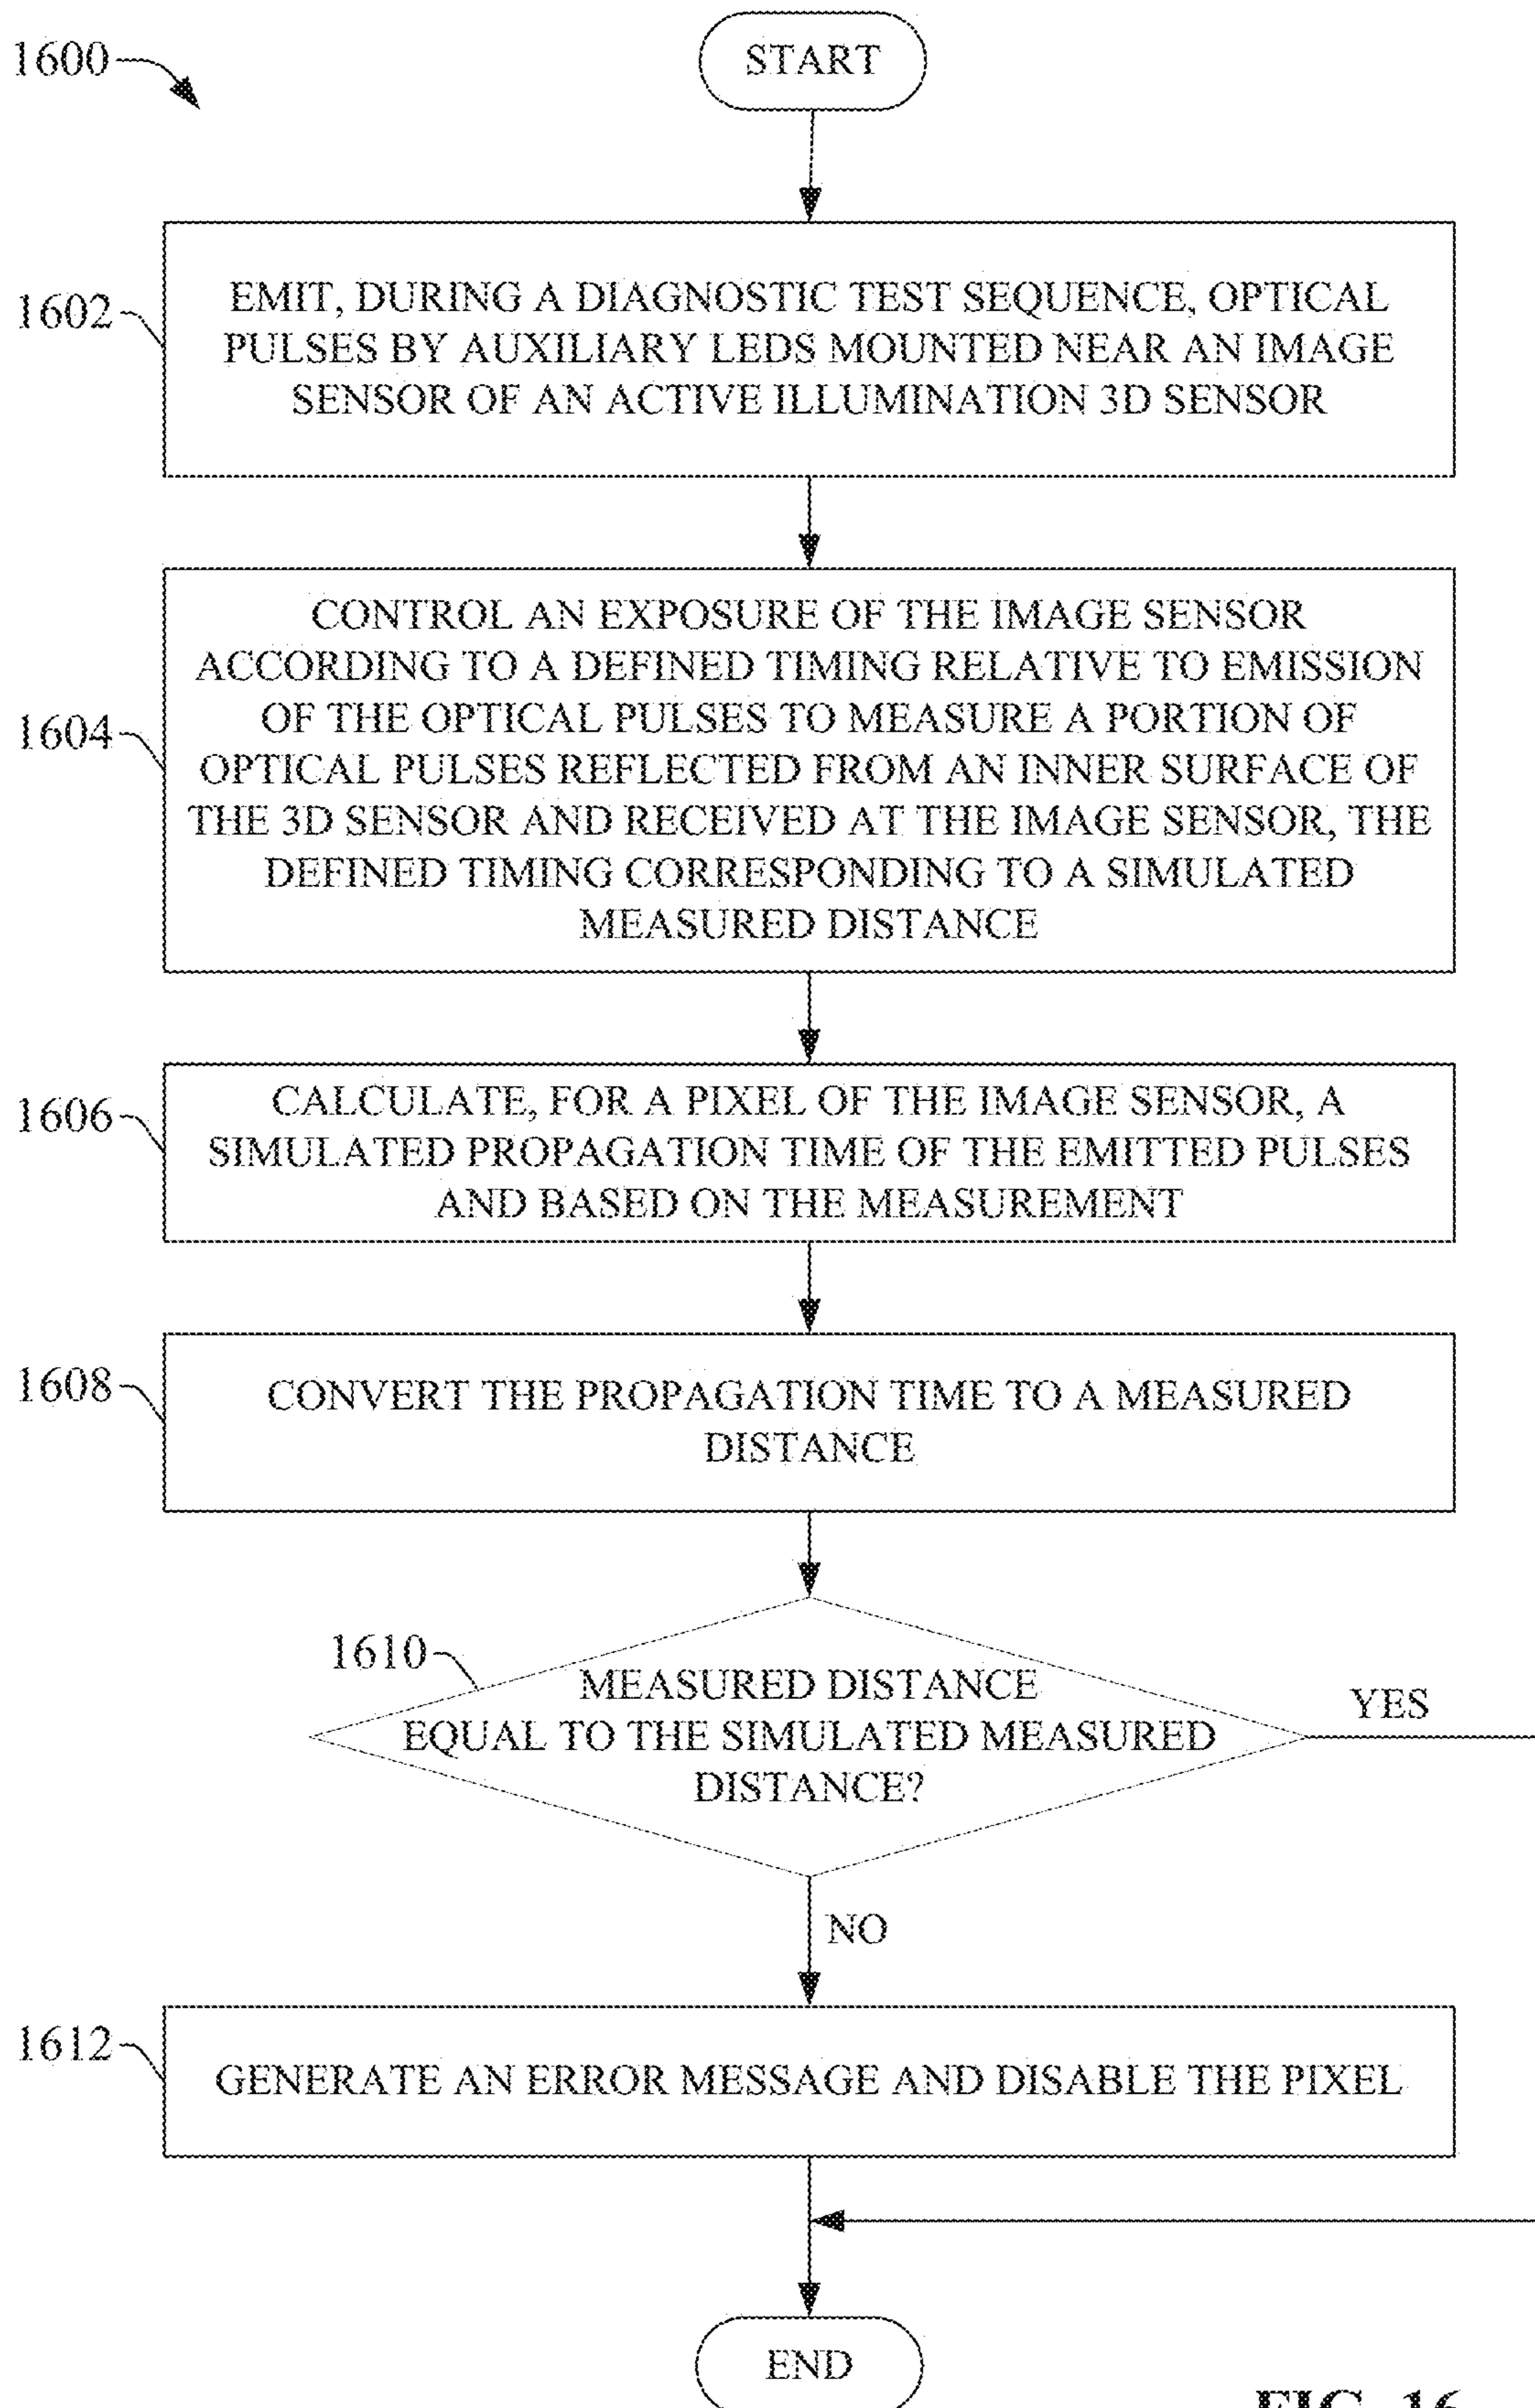 1600
START
1602
EMIT, DURING A DIAGNOSTIC TEST SEQUENCE, OPTICAL
PULSES BY AUXILIARY LEDS MOUNTED NEAR AN IMAGE
SENSOR OF AN ACTIVE ILLUMINATION 3D SENSOR
1604
CONTROL AN EXPOSURE OF THE IMAGE SENSOR
ACCORDING TO A DEFINED TIMING RELATIVE TO EMISSION
OF THE OPTICAL PULSES TO MEASURE A PORTION OF
OPTICAL PULSES REFLECTED FROM AN INNER SURFACE OF
THE 3D SENSOR AND RECEIVED AT THE IMAGE SENSOR, THE
DEFINED TIMING CORRESPONDING TO A SIMULATED
MEASURED DISTANCE
1606
CALCULATE, FOR A PIXEL OF THE IMAGE SENSOR, A
SIMULATED PROPAGATION TIME OF THE EMITTED PULSES
AND BASED ON THE MEASUREMENT
1608
CONVERT THE PROPAGATION TIME TO A MEASURED
DISTANCE
1610
MEASURED DISTANCE
EQUAL TO THE SIMULATED MEASURED
DISTANCE?
YES
NO
1612
GENERATE AN ERROR MESSAGE AND DISABLE THE PIXEL
END
FIG. 16